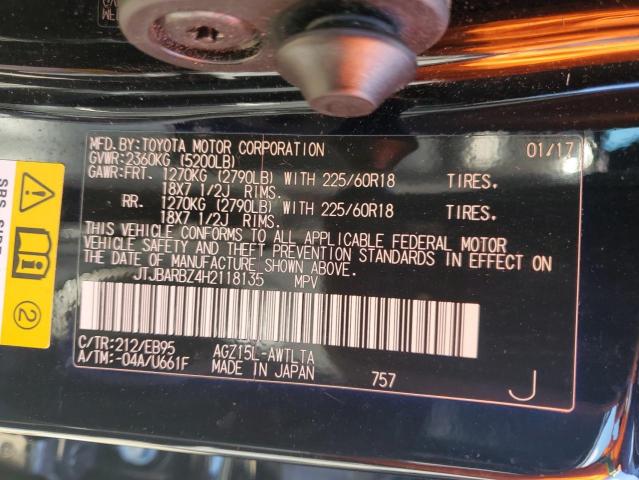 MFD.BY:TOYOTA MOTOR CORPORATION 01/17
GVWR:2360KG (5200LB)
GAWR:FRT. 1270KG (2790LB) WITH 225/60R18 TIRES,
18X7 1/2J RIMS.
RR. 1270KG (2790LB) WITH 225/60R18 TIRES,
18X7 1/2J RIMS.
THIS VEHICLE CONFORMS TO ALL APPLICABLE FEDERAL MOTOR
VEHICLE SAFETY AND THEFT PREVENTION STANDARDS IN EFFECT ON
THE DATE OF MANUFACTURE SHOWN ABOVE.
JTJBARBZ4H2118135 MPV
C/TR:212/EB95 AGZ15L-AWTLTA
A/TM:-04A/U661F MADE IN JAPAN 757 J
SRS SIDE
2